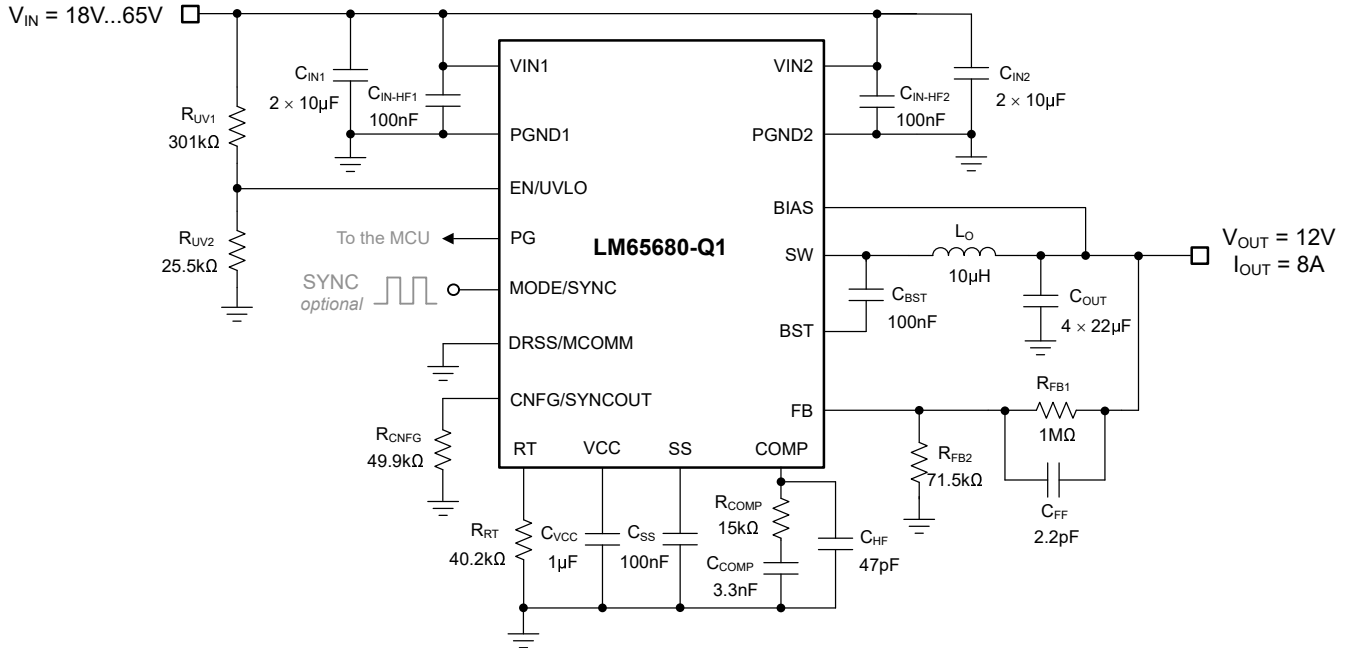 V_IN = 18V...65V
C_IN1
2 × 10µF
C_IN-HF1
100nF
VIN1
PGND1
VIN2
PGND2
C_IN-HF2
100nF
C_IN2
2 × 10µF
R_UV1
301kΩ
EN/UVLO
R_UV2
25.5kΩ
To the MCU
PG
SYNC
optional
MODE/SYNC
DRSS/MCOMM
CNFG/SYNCOUT
R_CNFG
49.9kΩ
LM65680-Q1
BIAS
SW
BST
FB
L_O
10µH
C_BST
100nF
C_OUT
4 × 22µF
V_OUT = 12V
I_OUT = 8A
R_FB1
1MΩ
R_FB2
71.5kΩ
C_FF
2.2pF
RT
VCC
SS
COMP
R_RT
40.2kΩ
C_VCC
1µF
C_SS
100nF
R_COMP
15kΩ
C_COMP
3.3nF
C_HF
47pF